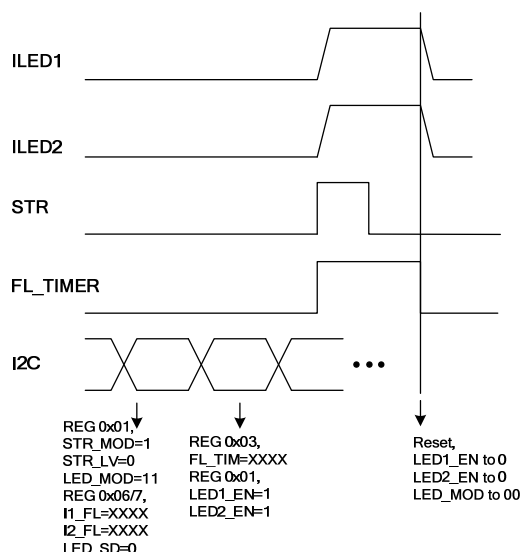 ILED1
ILED2
STR
FL_TIMER
I2C
REG 0x01,
STR_MOD=1
STR_LV=0
LED_MOD=11
REG 0x06/7,
I1_FL=XXXX
I2_FL=XXXX
LED_SD=0
REG 0x03,
FL_TIM=XXXX
REG 0x01,
LED1_EN=1
LED2_EN=1
Reset,
LED1_EN to 0
LED2_EN to 0
LED_MOD to 00